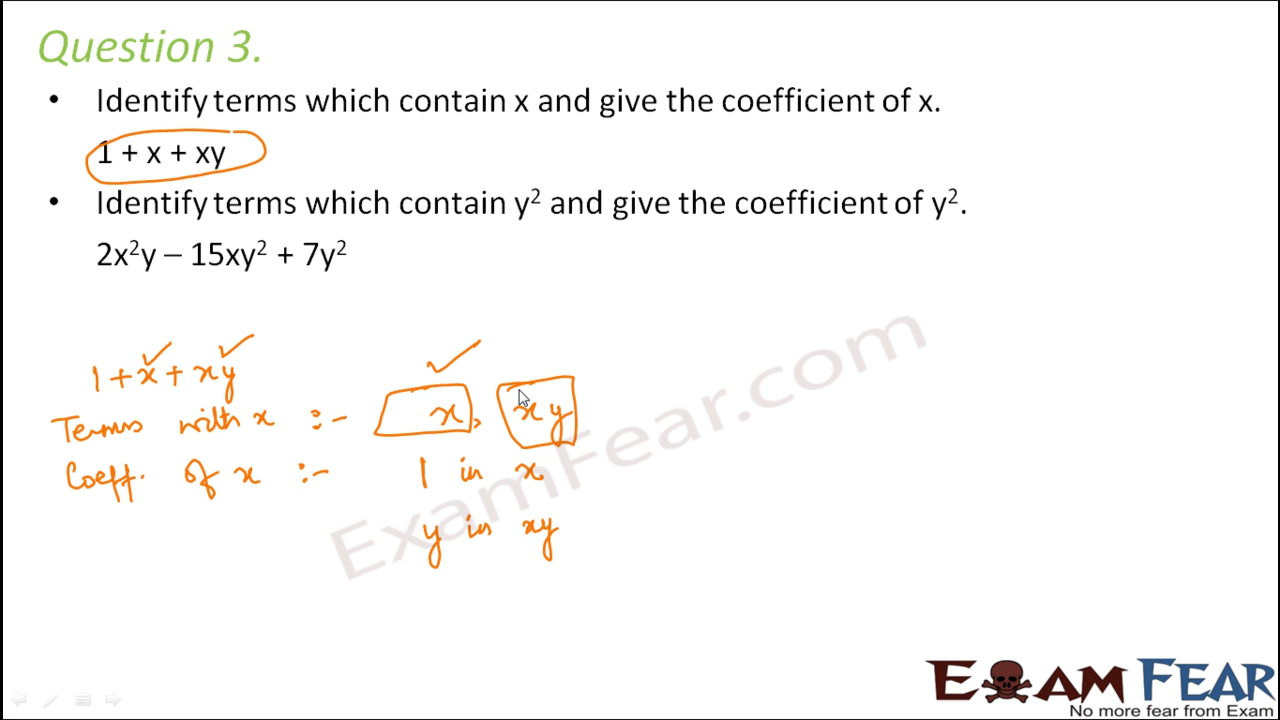 Question 3.
• Identify terms which contain x and give the coefficient of x.
1 + x + xy
• Identify terms which contain y² and give the coefficient of y².
2x²y – 15xy² + 7y²
1 + x + xy
Terms with x :- x, xy
Coeff. of x :- 1 in x
y in xy
ExamFear.com
EXAM FEAR
No more fear from Exam